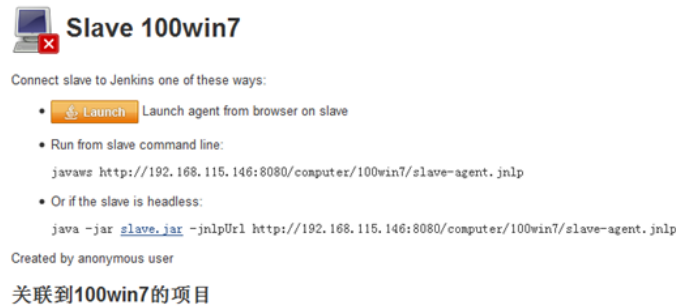 Slave 100win7
Connect slave to Jenkins one of these ways:
Launch Launch agent from browser on slave
Run from slave command line:
javaws http://192.168.115.146:8080/computer/100win7/slave-agent.jnlp
Or if the slave is headless:
java -jar slave.jar -jnlpUrl http://192.168.115.146:8080/computer/100win7/slave-agent.jnlp
Created by anonymous user
关联到100win7的项目